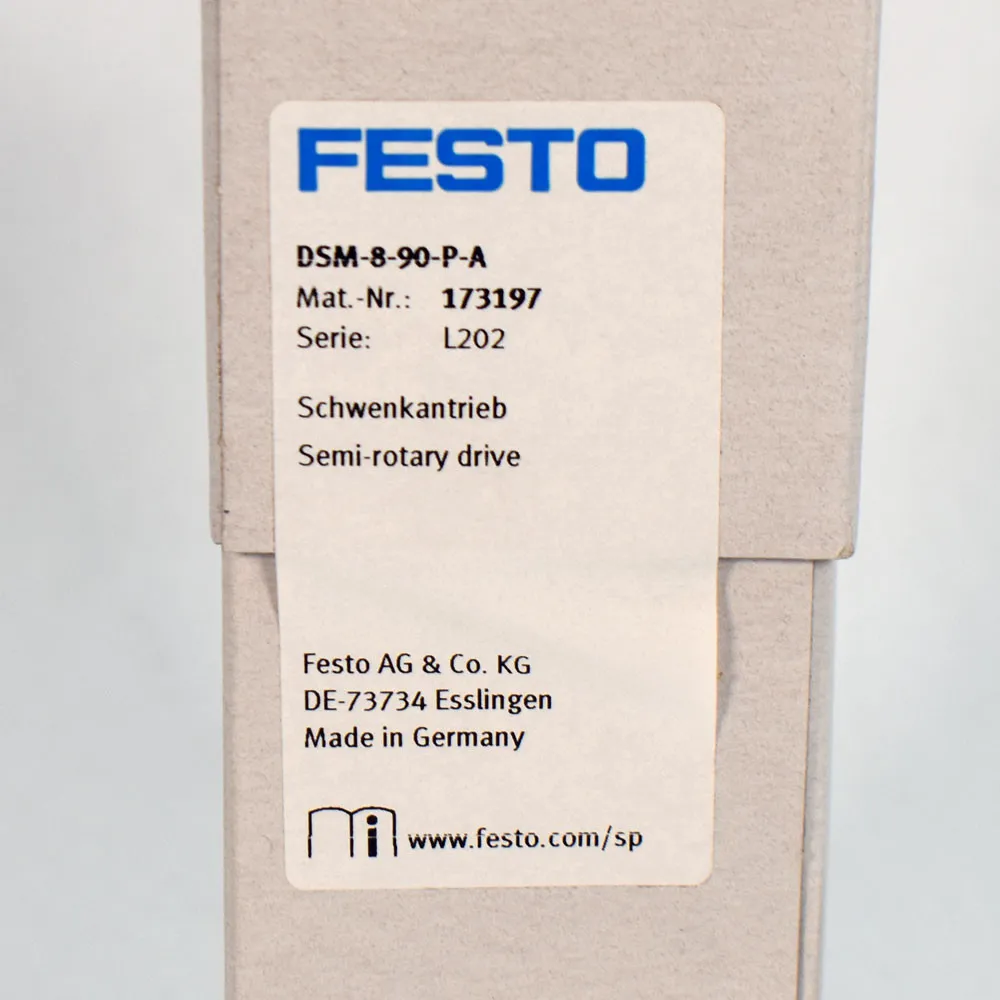 FESTO
DSM-8-90-P-A
Mat.-Nr.: 173197
Serie: L202
Schwenkantrieb
Semi-rotary drive
Festo AG & Co. KG
DE-73734 Esslingen
Made in Germany
i www.festo.com/sp